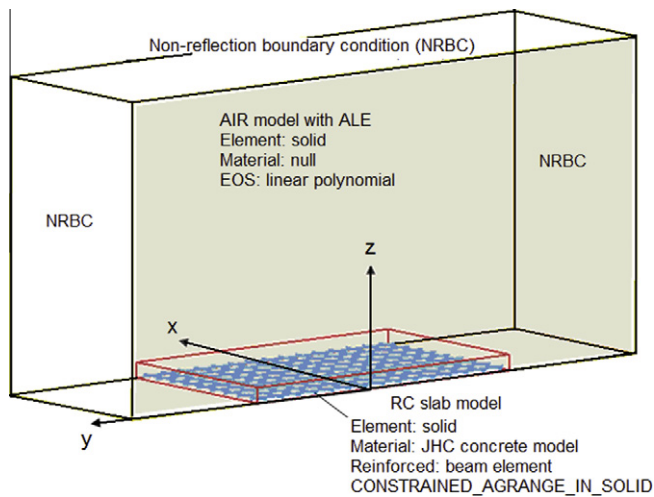 Non-reflection boundary condition (NRBC)
AIR model with ALE
Element: solid
Material: null
EOS: linear polynomial
NRBC
NRBC
z
x
y
RC slab model
Element: solid
Material: JHC concrete model
Reinforced: beam element
CONSTRAINED_AGRANGE_IN_SOLID